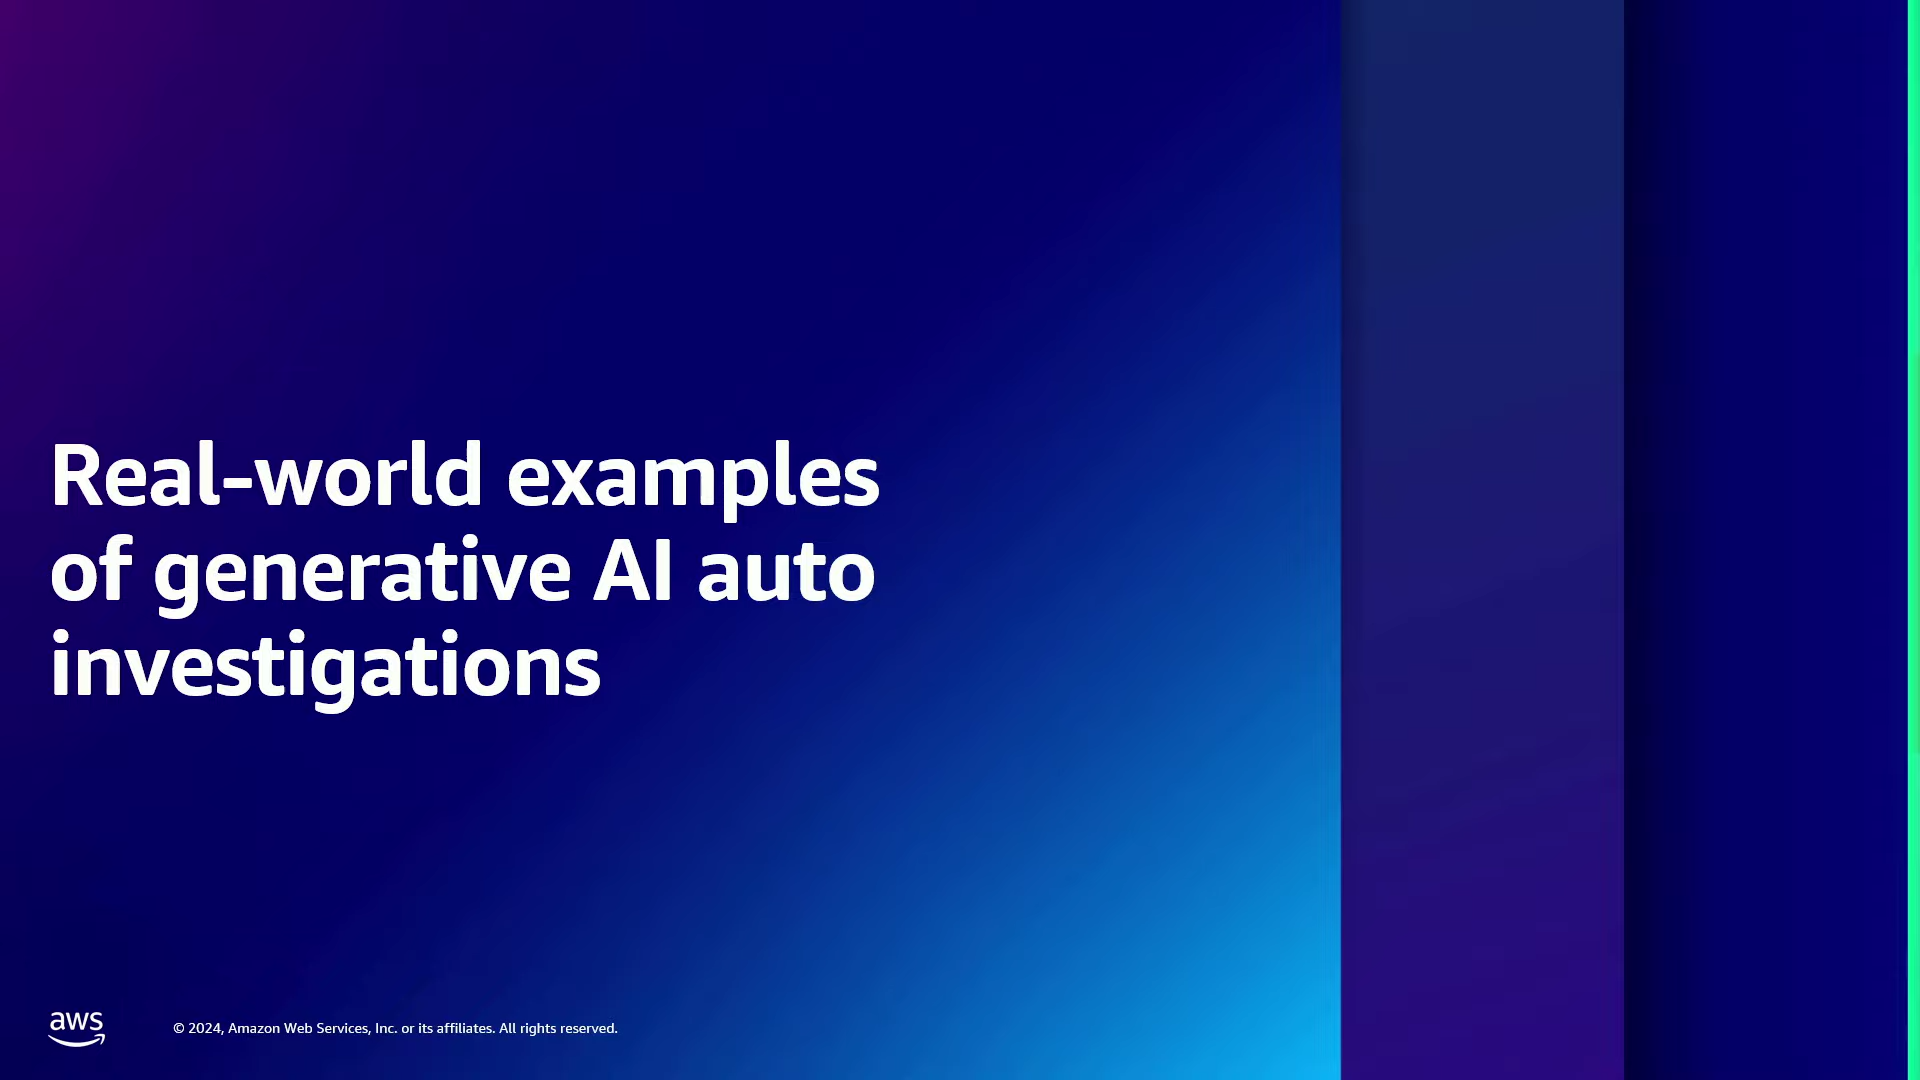 Real-world examples
of generative AI auto
investigations
aws
© 2024, Amazon Web Services, Inc. or its affiliates. All rights reserved.